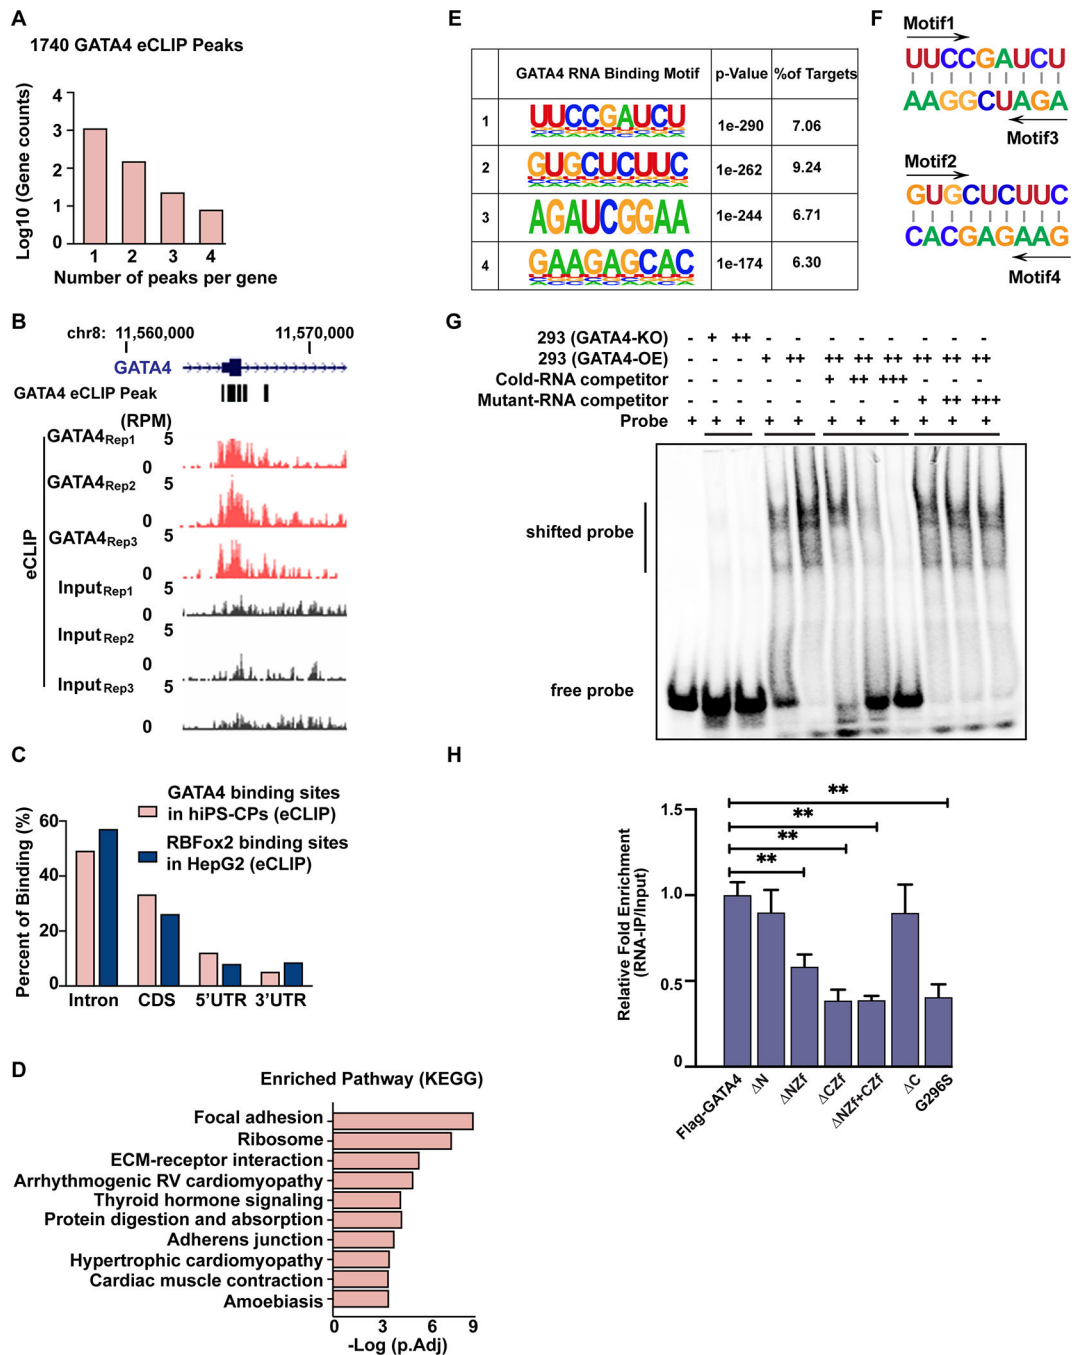 A
1740 GATA4 eCLIP Peaks
Log10 (Gene counts)
4
3
2
1
0
1 2 3 4
Number of peaks per gene
B
chr8: 11,560,000 11,570,000
GATA4
GATA4 eCLIP Peak
(RPM)
eCLIP
GATA4Rep1 5
0
GATA4Rep2 5
0
GATA4Rep3 5
0
InputRep1 5
0
InputRep2 5
0
InputRep3 5
0
C
GATA4 binding sites
in hiPS-CPs (eCLIP)
RBFox2 binding sites
in HepG2 (eCLIP)
Percent of Binding (%)
60
40
20
0
Intron CDS 5'UTR 3'UTR
D
Enriched Pathway (KEGG)
Focal adhesion
Ribosome
ECM-receptor interaction
Arrhythmogenic RV cardiomyopathy
Thyroid hormone signaling
Protein digestion and absorption
Adherens junction
Hypertrophic cardiomyopathy
Cardiac muscle contraction
Amoebiasis
0 3 6 9
-Log (p.Adj)
E
GATA4 RNA Binding Motif p-Value %of Targets
1 UUCCGAUCU 1e-290 7.06
2 GUGCUCUUC 1e-262 9.24
3 AGAUCGGAA 1e-244 6.71
4 GAAGAGCAC 1e-174 6.30
F
Motif1
UUCCGAUCU
AAGGCUAGA
Motif3
Motif2
GUGCUCUUC
CACGAGAAG
Motif4
G
293 (GATA4-KO) - + ++ - - - - - - - -
293 (GATA4-OE) - - - + ++ ++ ++ ++ ++ ++ ++
Cold-RNA competitor - - - - - + ++ +++ - - -
Mutant-RNA competitor - - - - - - - - + ++ +++
Probe + + + + + + + + + + +
shifted probe
free probe
H
**
**
**
**
Relative Fold Enrichment
(RNA-IP/Input)
1.5
1.0
0.5
0
Flag-GATA4
ΔN
ΔNZf
ΔCZf
ΔNZf+CZf
ΔC
G296S